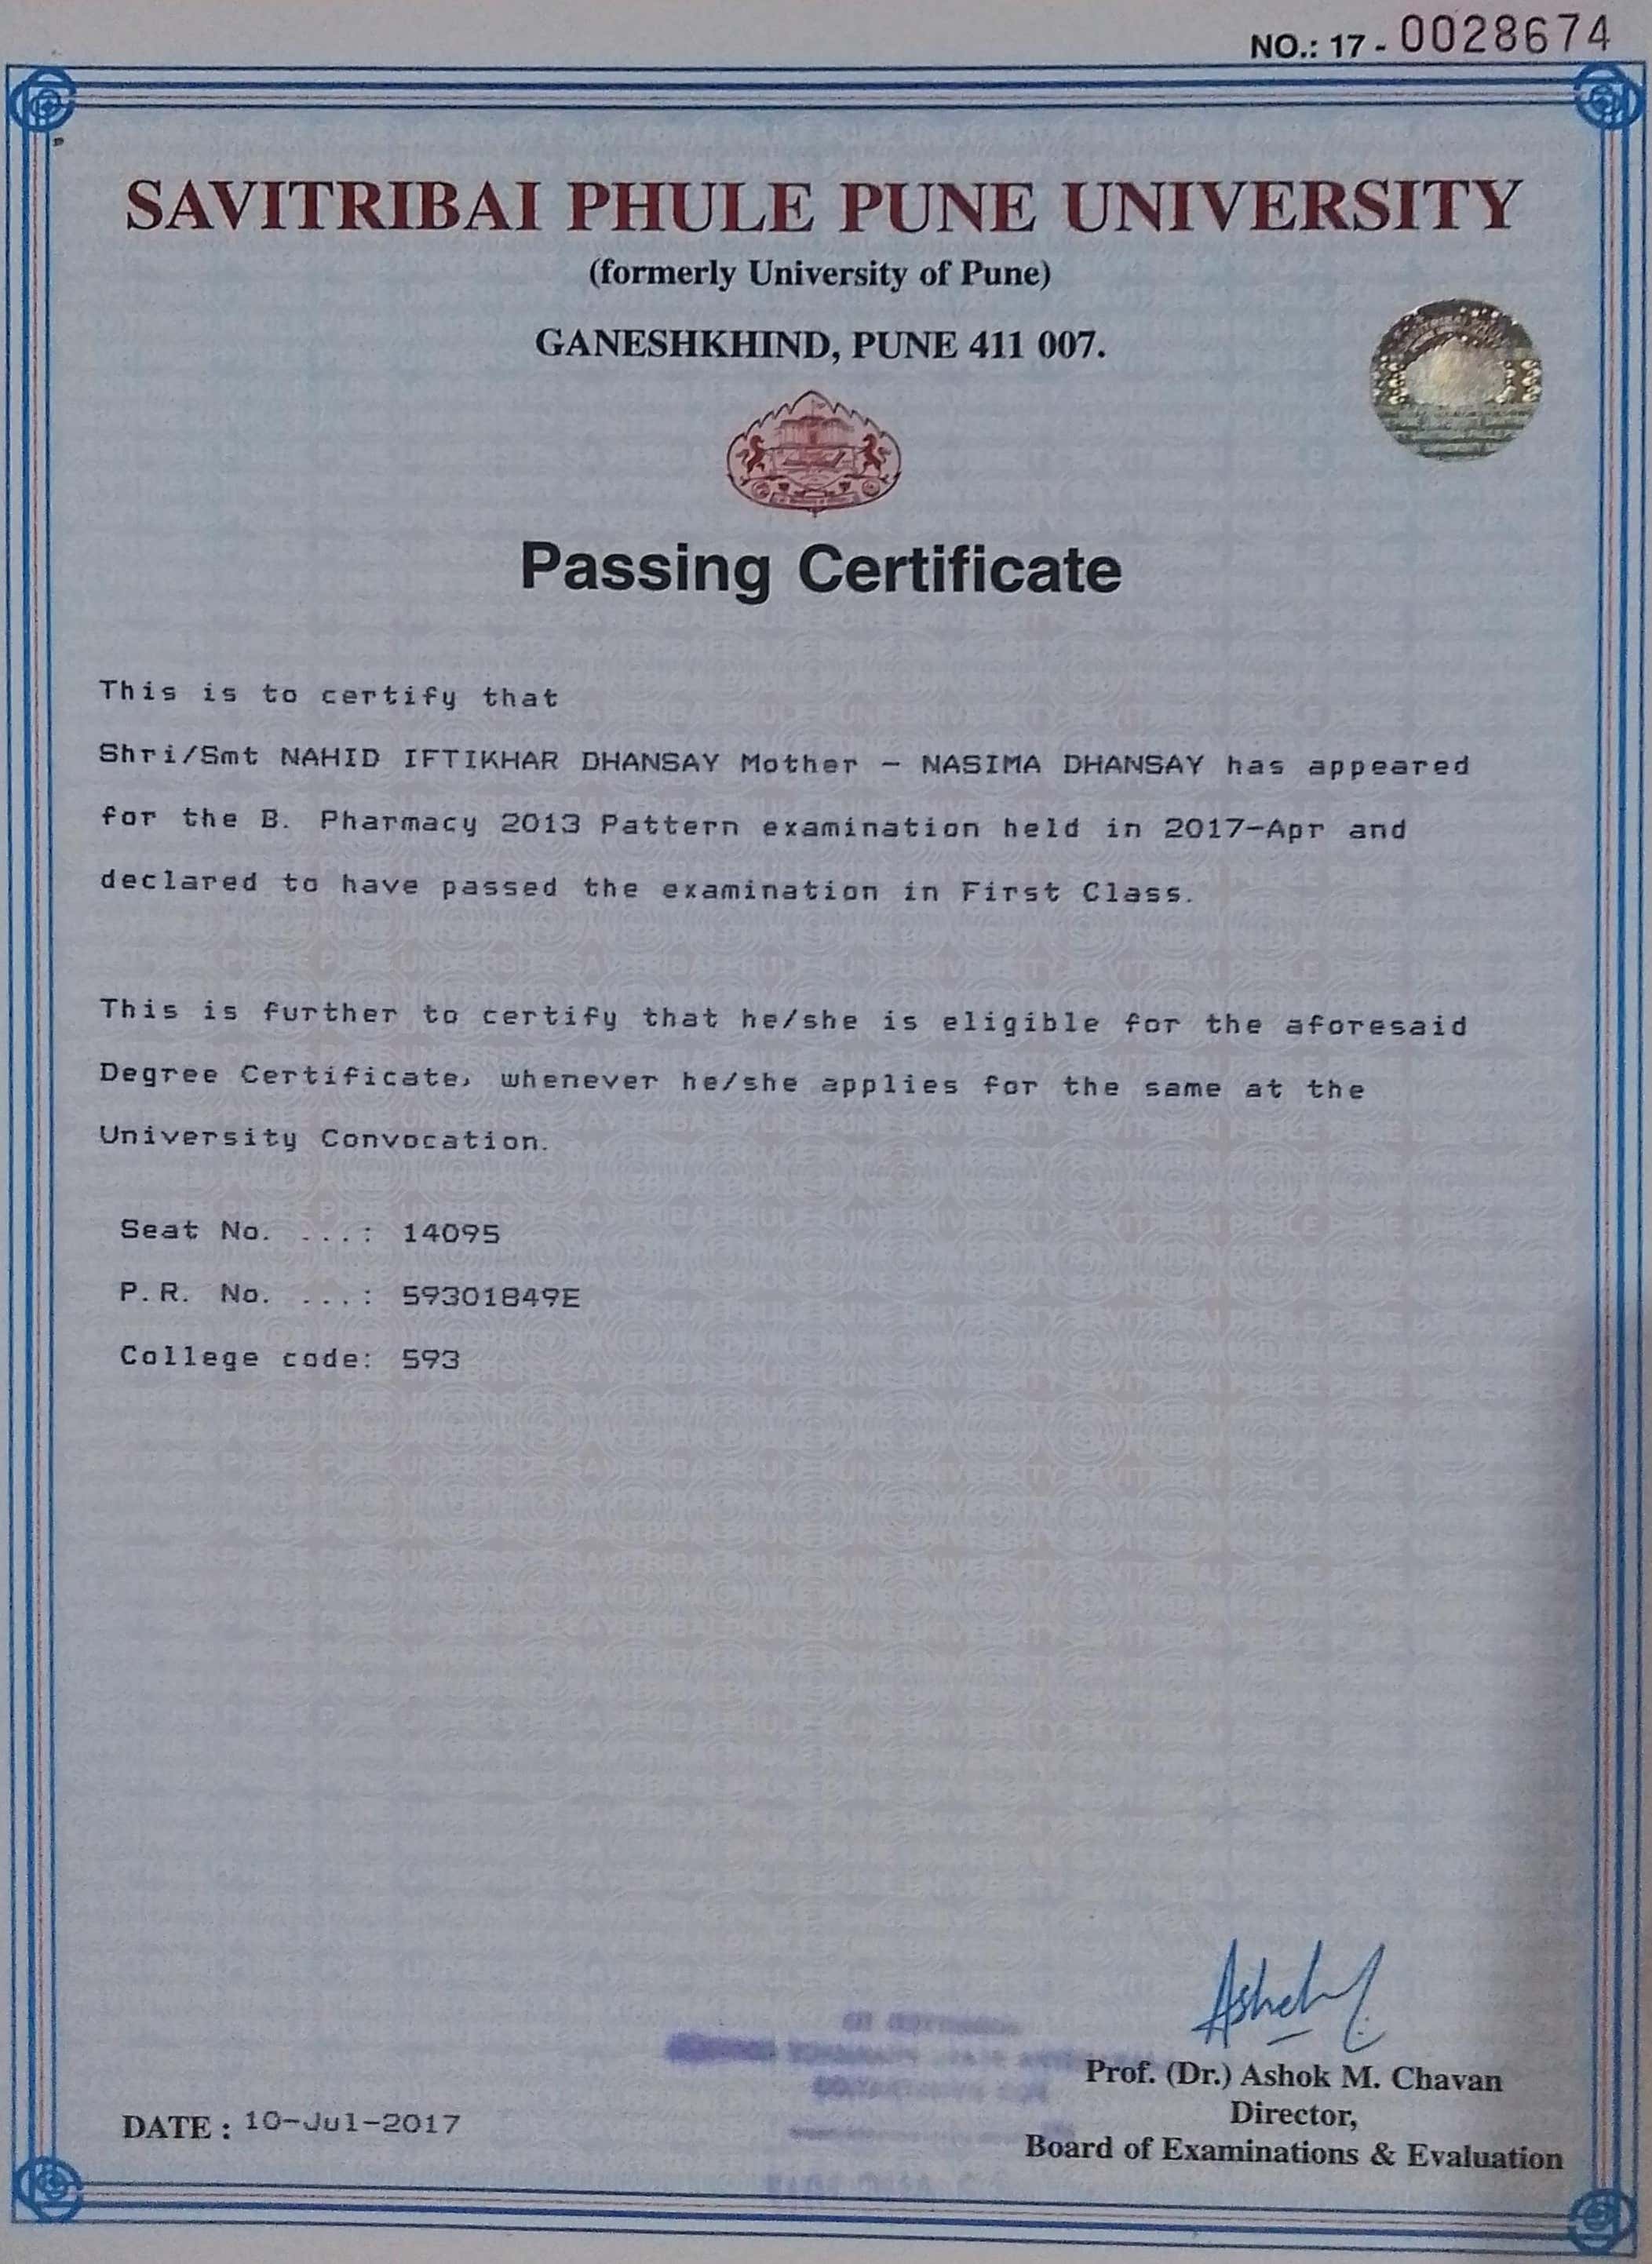 NO.: 17 - 0028674
SAVITRIBAI PHULE PUNE UNIVERSITY
(formerly University of Pune)
GANESHKHIND, PUNE 411 007.
Passing Certificate
This is to certify that
Shri/Smt NAHID IFTIKHAR DHANSAY Mother - NASIMA DHANSAY has appeared
for the B. Pharmacy 2013 Pattern examination held in 2017-Apr and
declared to have passed the examination in First Class.
This is further to certify that he/she is eligible for the aforesaid
Degree Certificate, whenever he/she applies for the same at the
University Convocation.
Seat No. ...: 14095
P.R. No. ...: 59301849E
College code: 593
Prof. (Dr.) Ashok M. Chavan
Director,
Board of Examinations & Evaluation
DATE : 10-Jul-2017